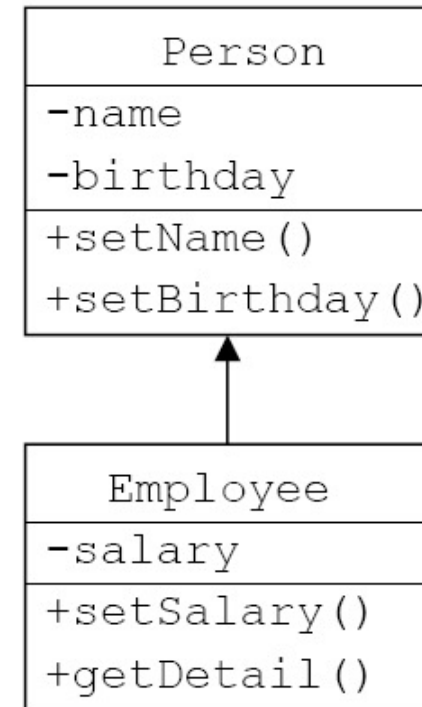 Person
-name
-birthday
+setName()
+setBirthday()
Employee
-salary
+setSalary()
+getDetail()